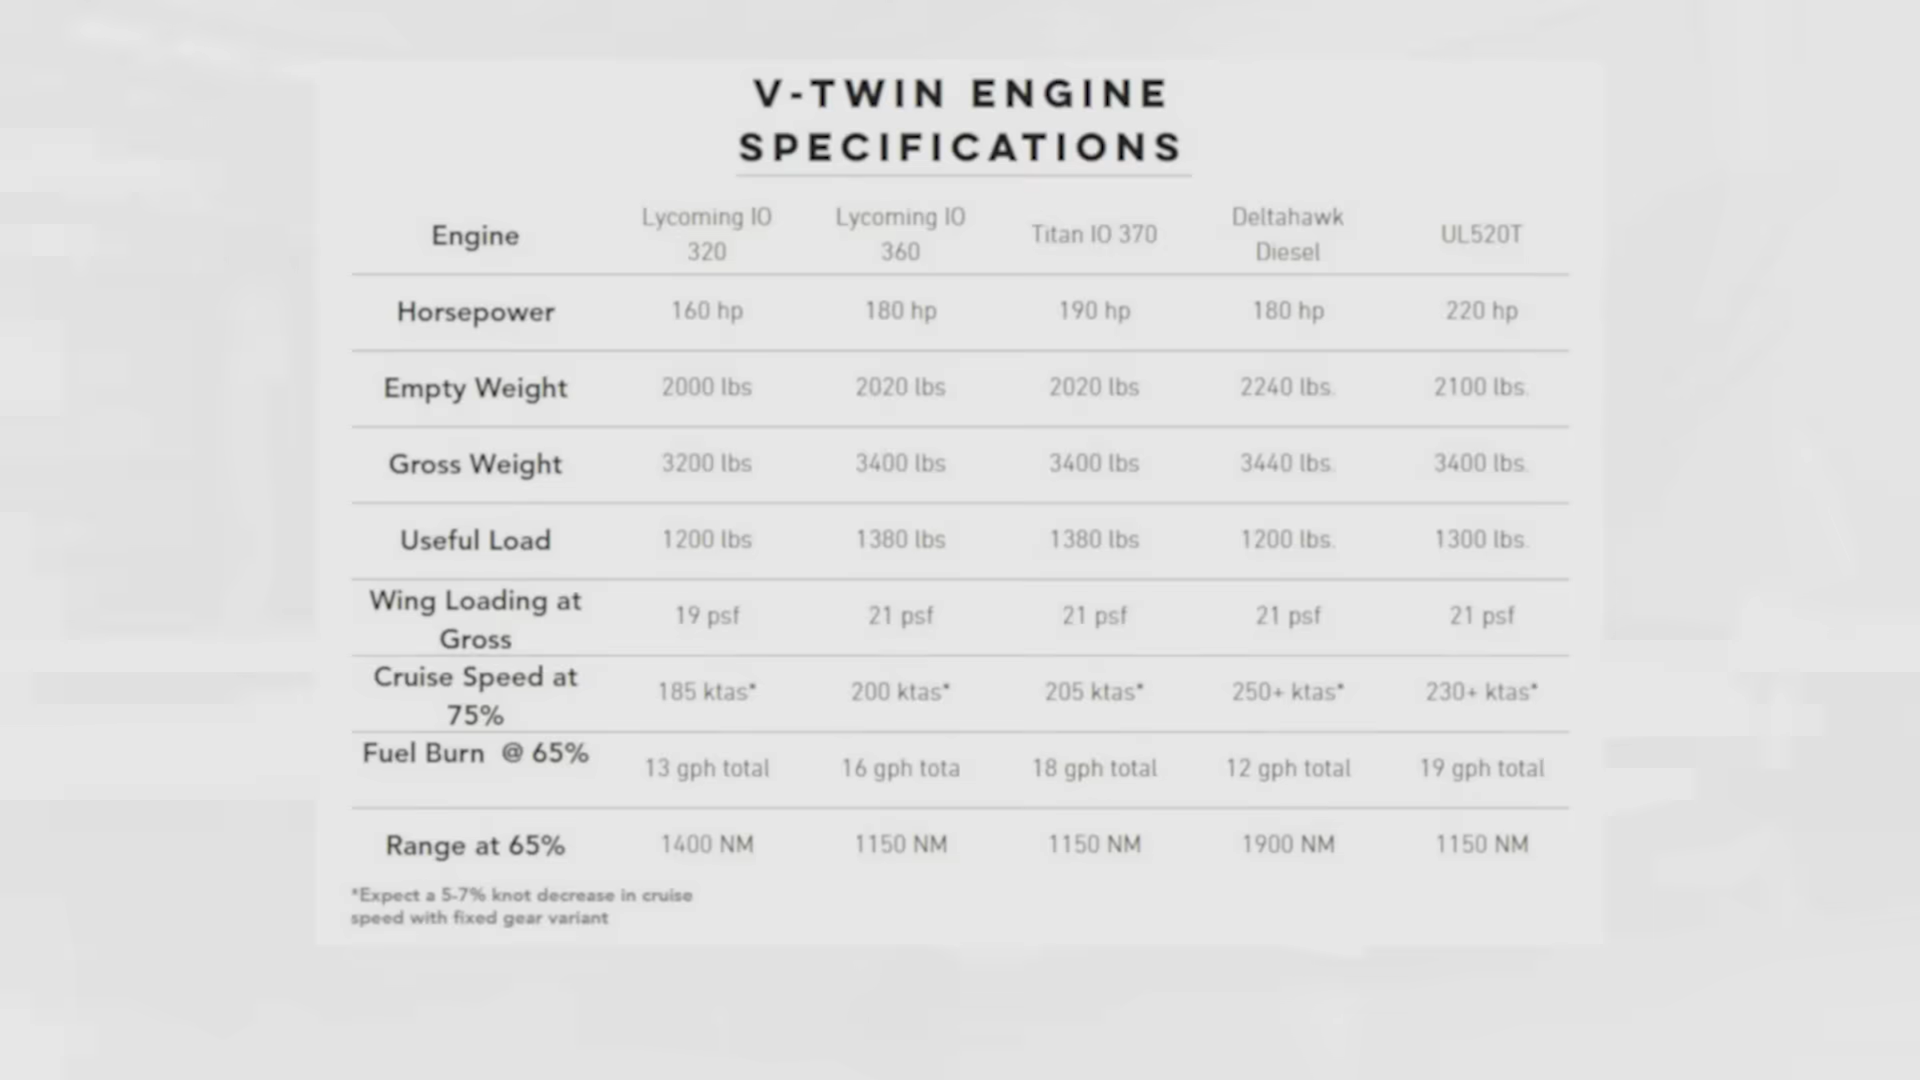 V-TWIN ENGINE
SPECIFICATIONS
Engine Lycoming IO 320 Lycoming IO 360 Titan IO 370 Deltahawk Diesel UL520T
Horsepower 160 hp 180 hp 190 hp 180 hp 220 hp
Empty Weight 2000 lbs 2020 lbs 2020 lbs 2240 lbs. 2100 lbs.
Gross Weight 3200 lbs 3400 lbs 3400 lbs 3440 lbs. 3400 lbs.
Useful Load 1200 lbs 1380 lbs 1380 lbs 1200 lbs. 1300 lbs.
Wing Loading at Gross 19 psf 21 psf 21 psf 21 psf 21 psf
Cruise Speed at 75% 185 ktas* 200 ktas* 205 ktas* 250+ ktas* 230+ ktas*
Fuel Burn @ 65% 13 gph total 16 gph tota 18 gph total 12 gph total 19 gph total
Range at 65% 1400 NM 1150 NM 1150 NM 1900 NM 1150 NM
*Expect a 5-7% knot decrease in cruise
speed with fixed gear variant